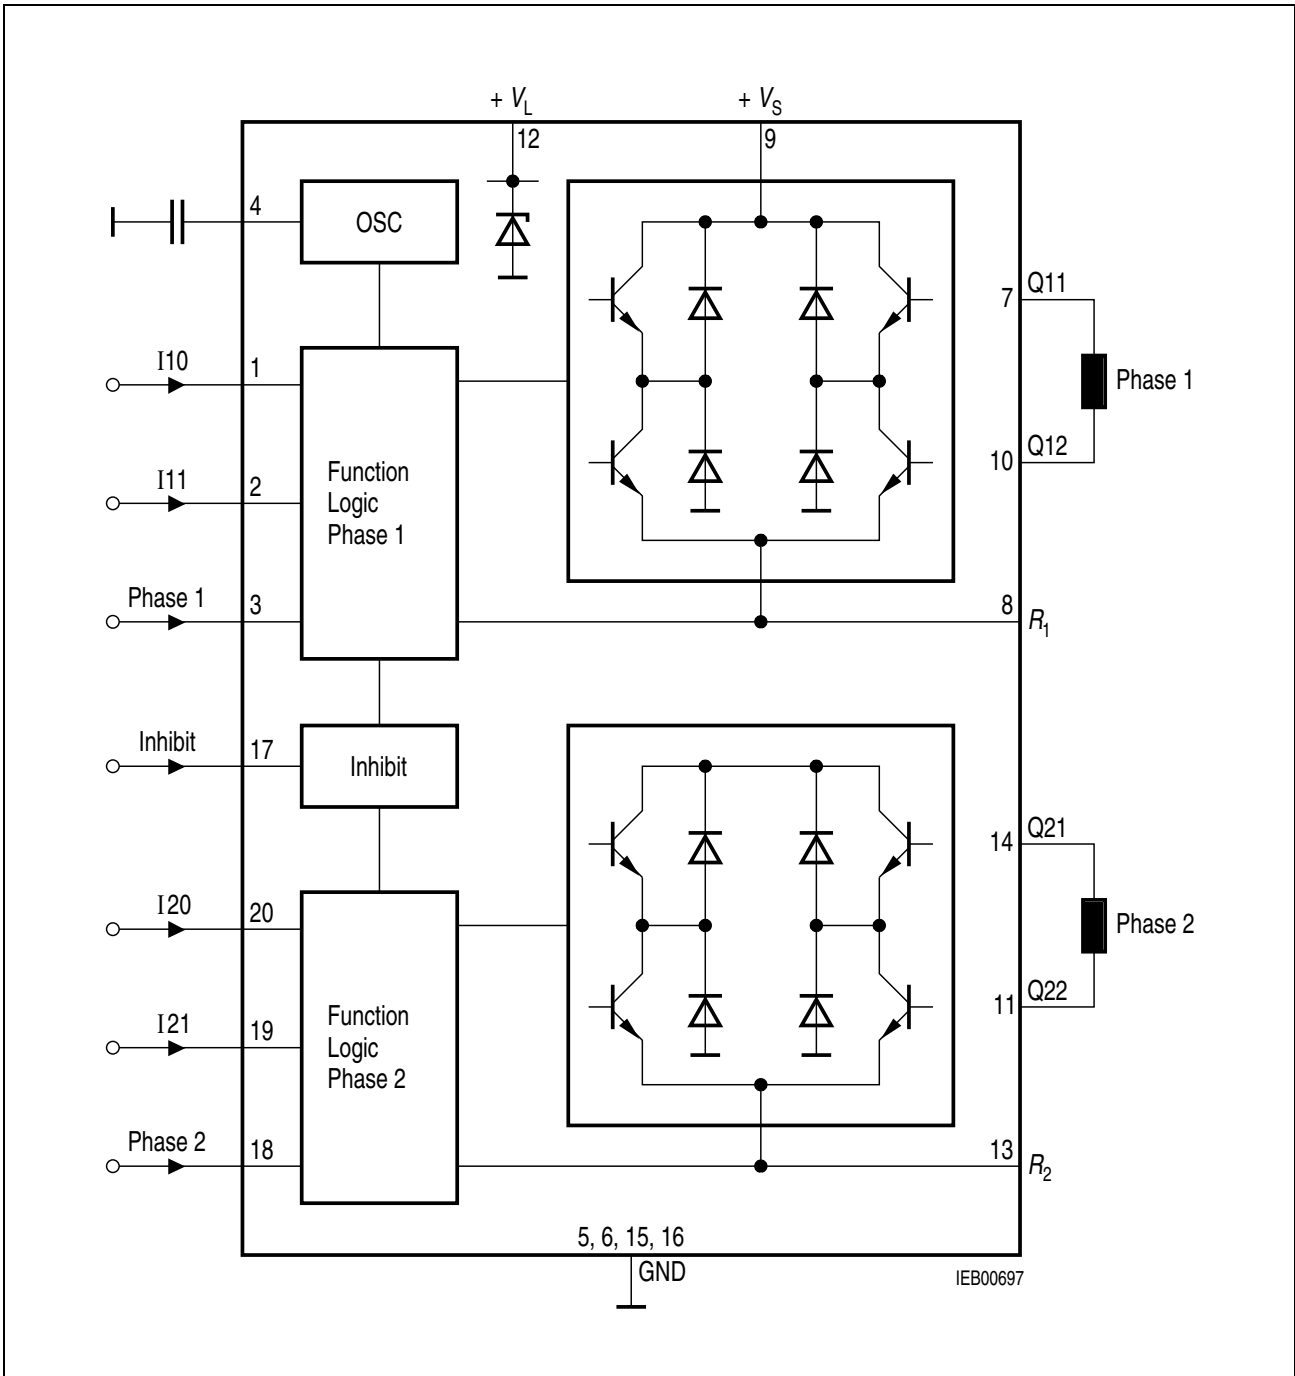 + VL
+ VS
12
9
4
OSC
7
Q11
I10
1
Phase 1
10
Q12
I11
2
Function
Logic
Phase 1
Phase 1
3
8
R1
Inhibit
17
Inhibit
14
Q21
I20
20
Phase 2
11
Q22
I21
19
Function
Logic
Phase 2
Phase 2
18
13
R2
5, 6, 15, 16
GND
IEB00697